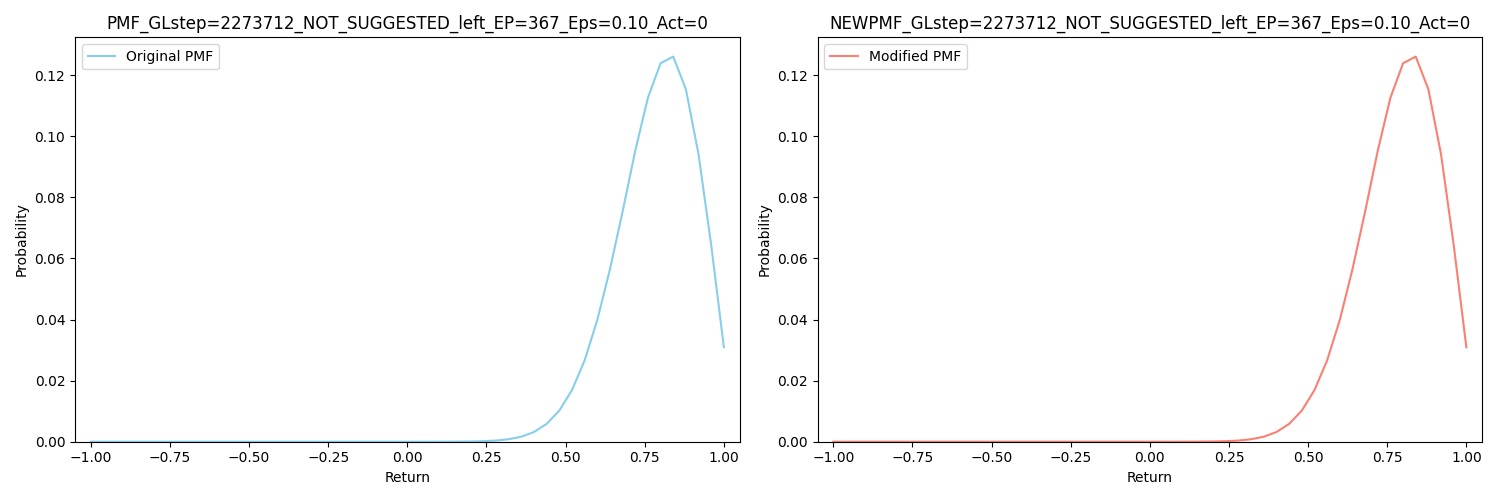 PMF_GLstep=2273712_NOT_SUGGESTED_left_EP=367_Eps=0.10_Act=0
Original PMF
Probability
0.12
0.10
0.08
0.06
0.04
0.02
0.00
−1.00 −0.75 −0.50 −0.25 0.00 0.25 0.50 0.75 1.00
Return
NEWPMF_GLstep=2273712_NOT_SUGGESTED_left_EP=367_Eps=0.10_Act=0
Modified PMF
Probability
0.12
0.10
0.08
0.06
0.04
0.02
0.00
−1.00 −0.75 −0.50 −0.25 0.00 0.25 0.50 0.75 1.00
Return